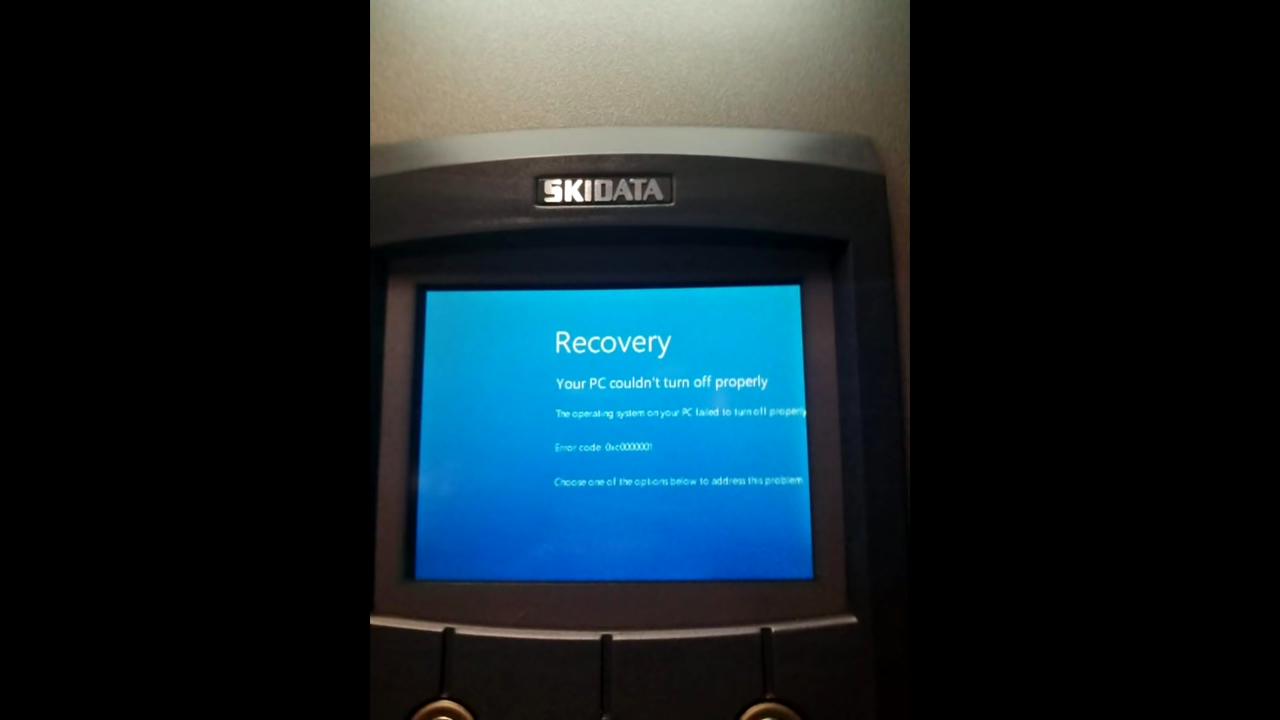 SKIDATA
Recovery
Your PC couldn't turn off properly
The operating system on your PC failed to turn off properly
Error code: 0xc0000001
Choose one of the options below to address this problem